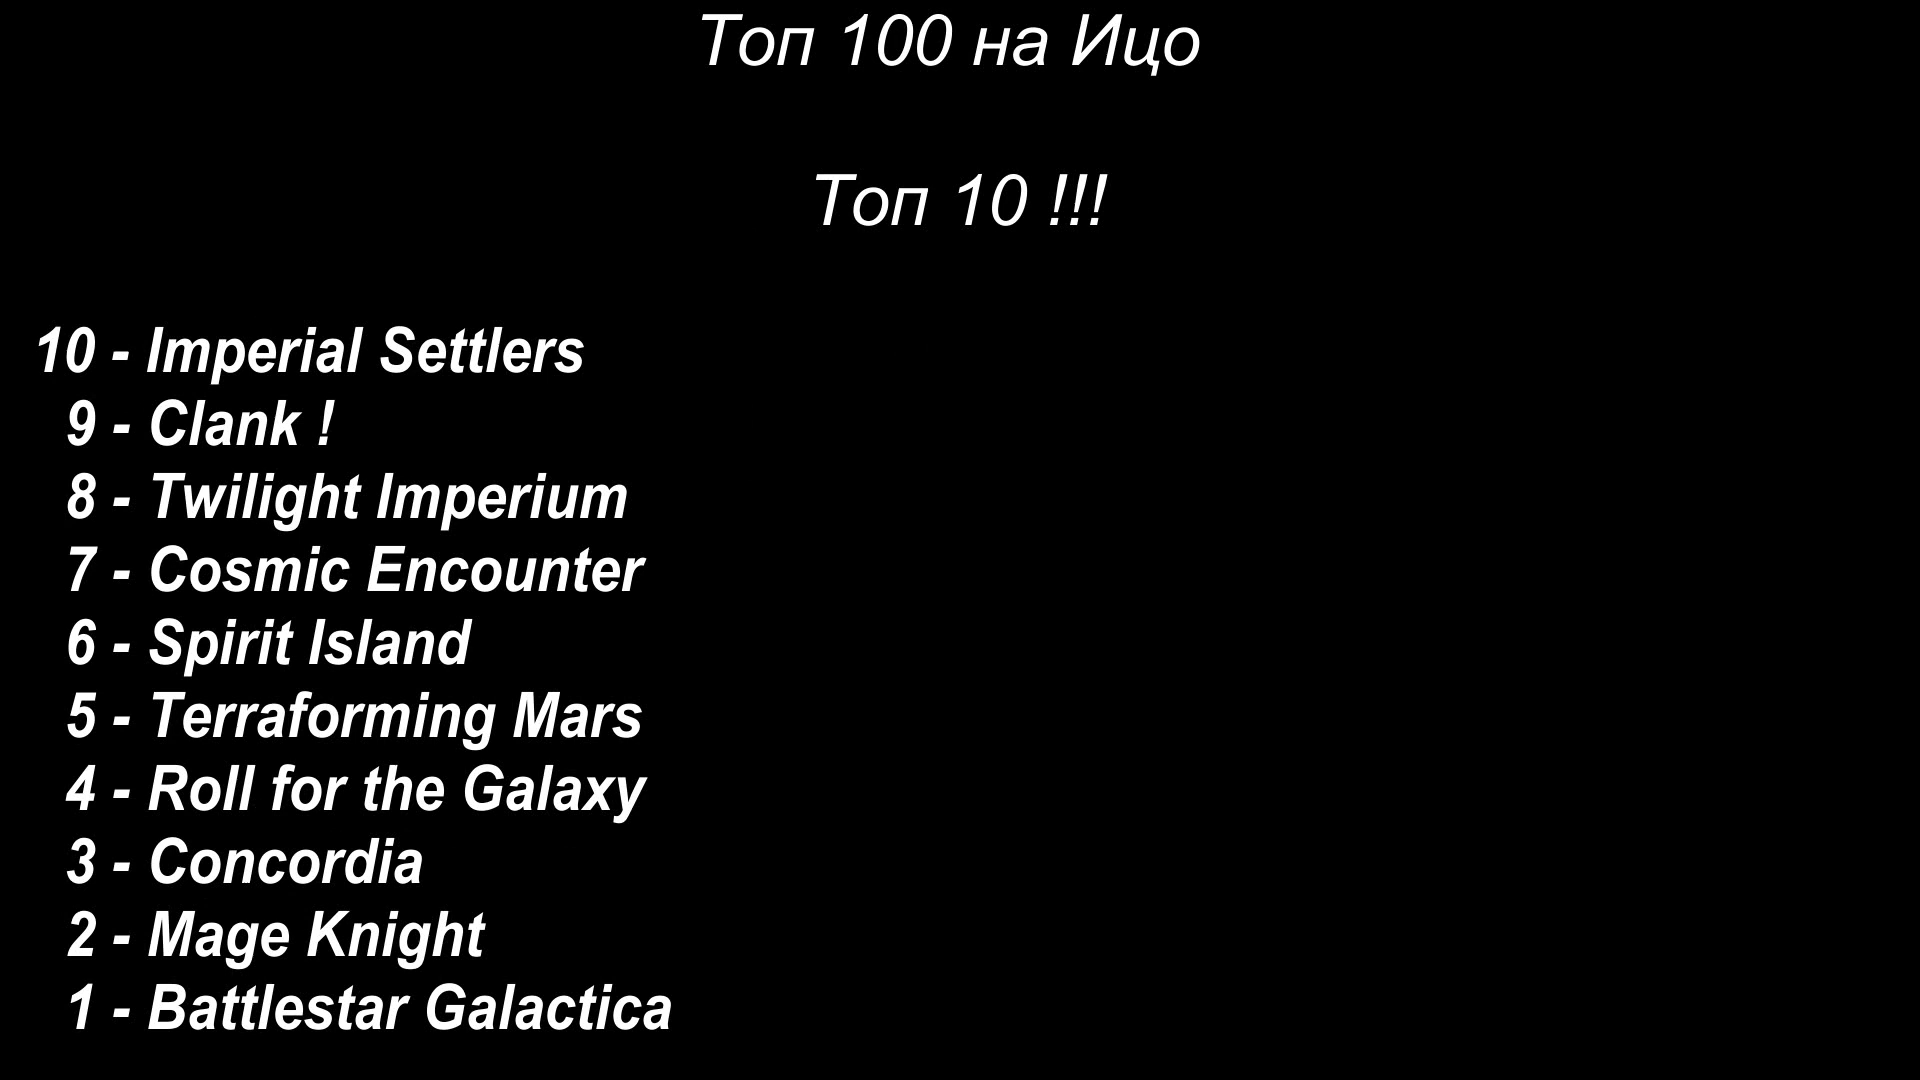 Топ 100 на Ицо
Топ 10 !!!
10 - Imperial Settlers
9 - Clank !
8 - Twilight Imperium
7 - Cosmic Encounter
6 - Spirit Island
5 - Terraforming Mars
4 - Roll for the Galaxy
3 - Concordia
2 - Mage Knight
1 - Battlestar Galactica